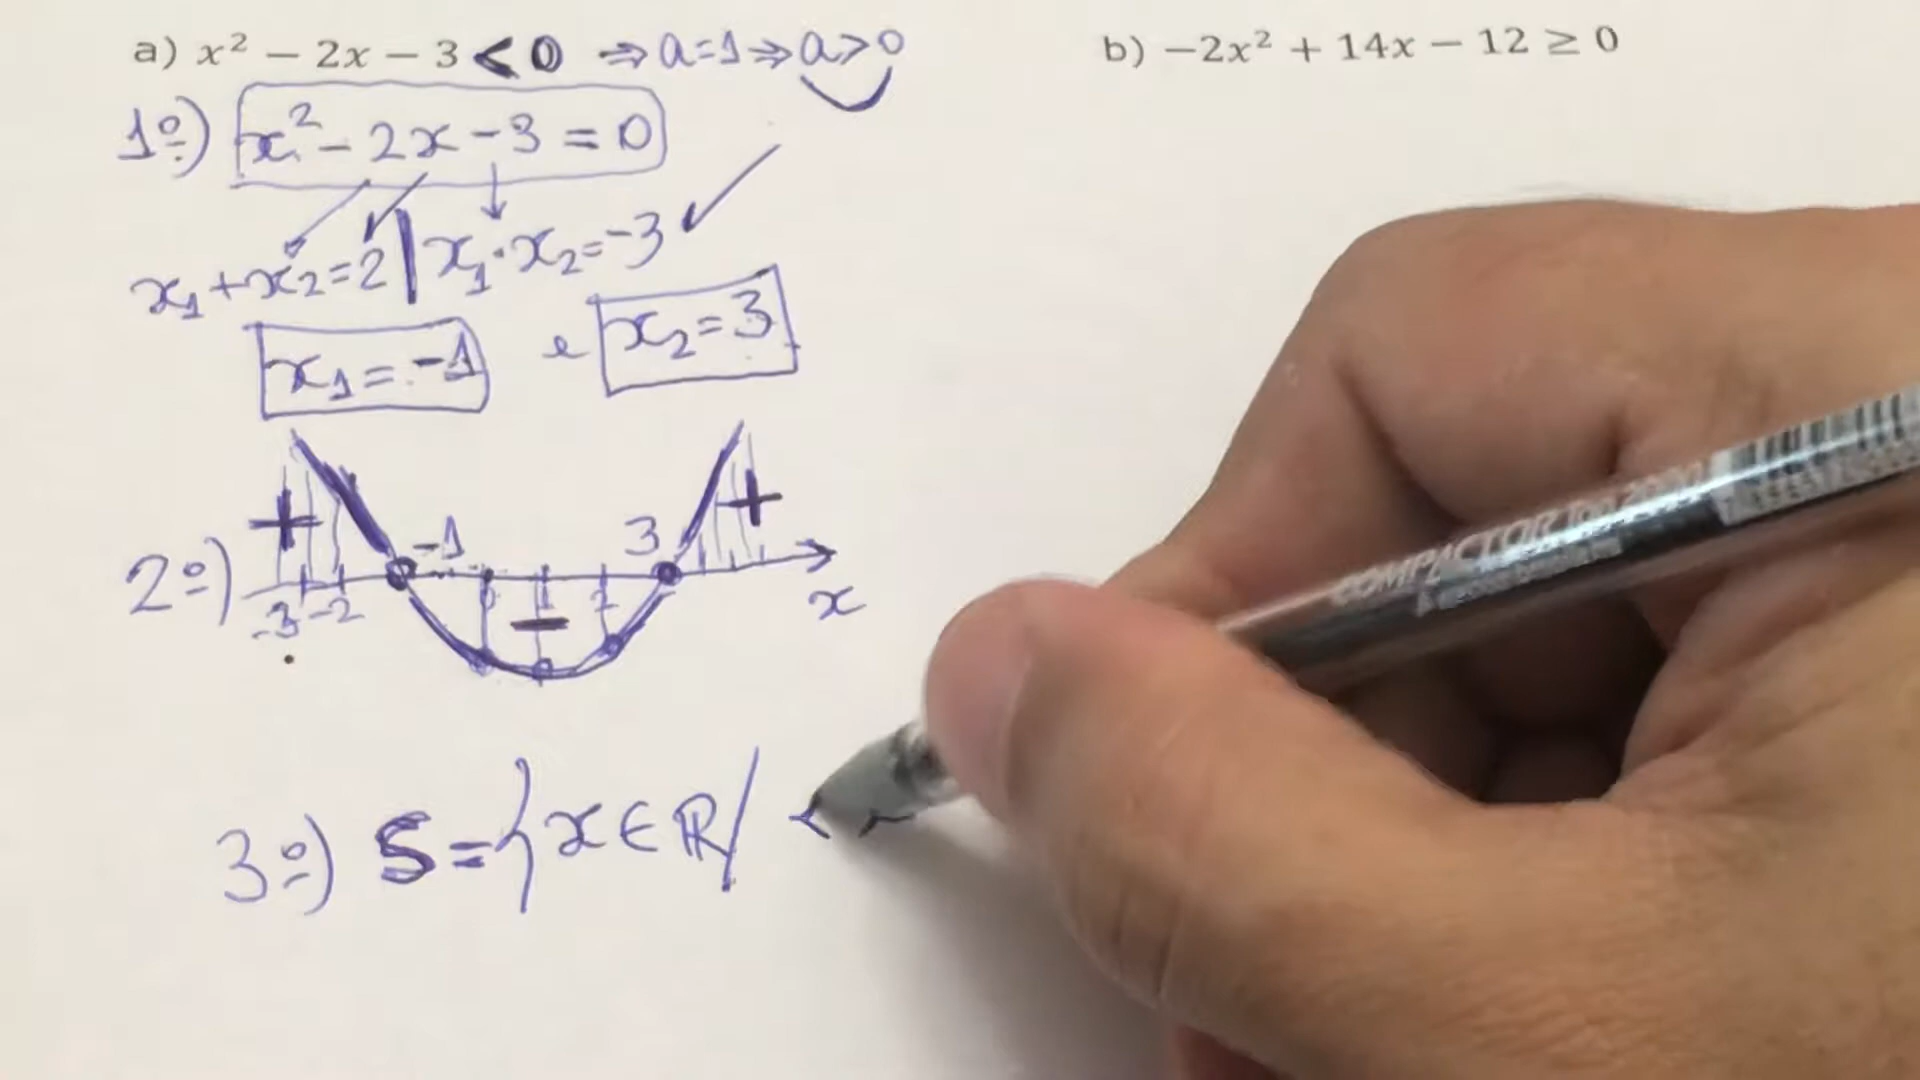 a) x² − 2x − 3 < 0 ⇒ a=1 ⇒ a>0
1º) x² − 2x − 3 = 0
x₁+x₂=2 | x₁·x₂=-3
x₁=-1 e x₂=3
+ +
2º) -1 3
-3 -2 0 1 2 x
−
3º) S={x∈ℝ/
b) −2x² + 14x − 12 ≥ 0
COMPACTOR